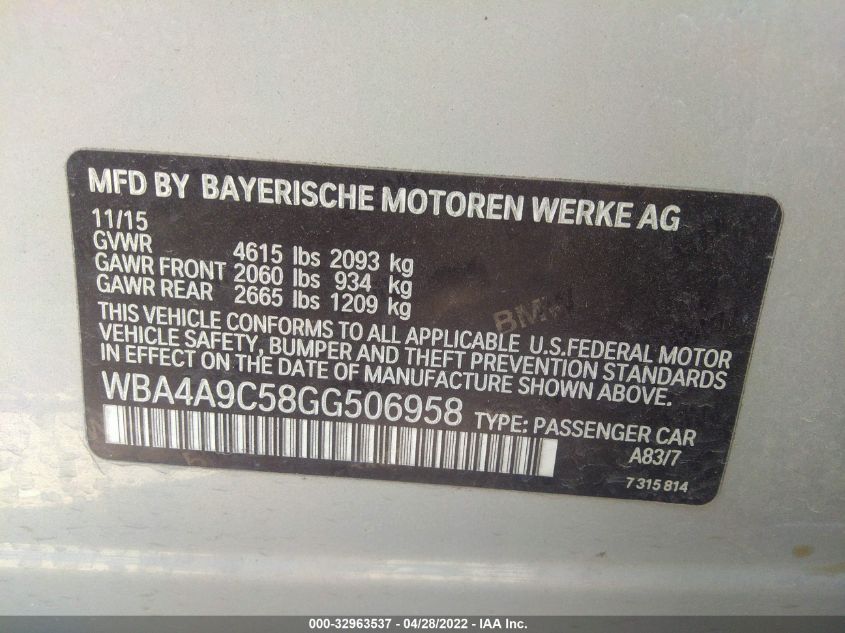 MFD BY BAYERISCHE MOTOREN WERKE AG
11/15
GVWR 4615 lbs 2093 kg
GAWR FRONT 2060 lbs 934 kg
GAWR REAR 2665 lbs 1209 kg
THIS VEHICLE CONFORMS TO ALL APPLICABLE U.S.FEDERAL MOTOR
VEHICLE SAFETY, BUMPER AND THEFT PREVENTION STANDARDS
IN EFFECT ON THE DATE OF MANUFACTURE SHOWN ABOVE.
WBA4A9C58GG506958 TYPE: PASSENGER CAR
A83/7
7 315 814
BMW
000-32963537 - 04/28/2022 - IAA Inc.